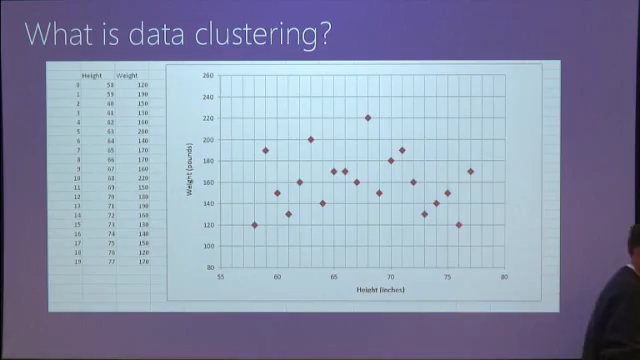 What is data clustering?
Height Weight
0 58 120
1 59 190
2 60 150
3 61 130
4 62 160
5 63 200
6 64 140
7 65 170
8 66 170
9 67 160
10 68 220
11 69 150
12 70 180
13 71 190
14 72 160
15 73 130
16 74 140
17 75 150
18 76 120
19 77 170
260
240
220
200
180
160
140
120
100
80
Weight (pounds)
55 60 65 70 75 80
Height (Inches)